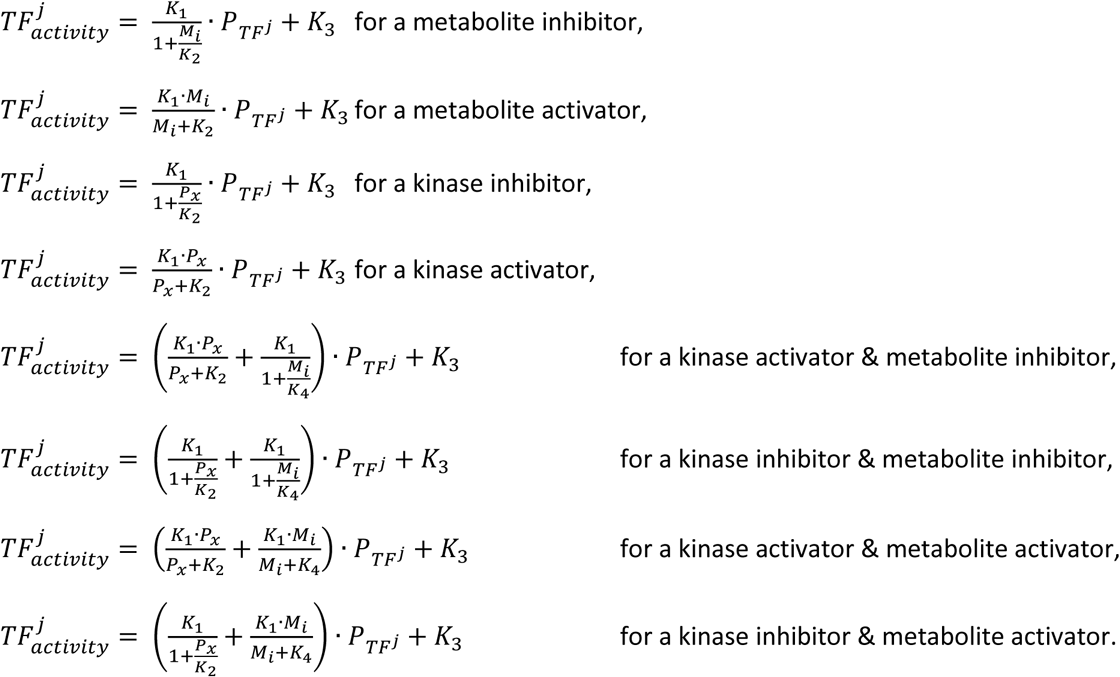 $TF^{j}_{activity} = \frac{K_1}{1+\frac{M_i}{K_2}} \cdot P_{TF^j} + K_3$ for a metabolite inhibitor,
$TF^{j}_{activity} = \frac{K_1 \cdot M_i}{M_i+K_2} \cdot P_{TF^j} + K_3$ for a metabolite activator,
$TF^{j}_{activity} = \frac{K_1}{1+\frac{P_x}{K_2}} \cdot P_{TF^j} + K_3$ for a kinase inhibitor,
$TF^{j}_{activity} = \frac{K_1 \cdot P_x}{P_x+K_2} \cdot P_{TF^j} + K_3$ for a kinase activator,
$TF^{j}_{activity} = \left(\frac{K_1 \cdot P_x}{P_x+K_2} + \frac{K_1}{1+\frac{M_i}{K_4}}\right) \cdot P_{TF^j} + K_3$ for a kinase activator & metabolite inhibitor,
$TF^{j}_{activity} = \left(\frac{K_1}{1+\frac{P_x}{K_2}} + \frac{K_1}{1+\frac{M_i}{K_4}}\right) \cdot P_{TF^j} + K_3$ for a kinase inhibitor & metabolite inhibitor,
$TF^{j}_{activity} = \left(\frac{K_1 \cdot P_x}{P_x+K_2} + \frac{K_1 \cdot M_i}{M_i+K_4}\right) \cdot P_{TF^j} + K_3$ for a kinase activator & metabolite activator,
$TF^{j}_{activity} = \left(\frac{K_1}{1+\frac{P_x}{K_2}} + \frac{K_1 \cdot M_i}{M_i+K_4}\right) \cdot P_{TF^j} + K_3$ for a kinase inhibitor & metabolite activator.